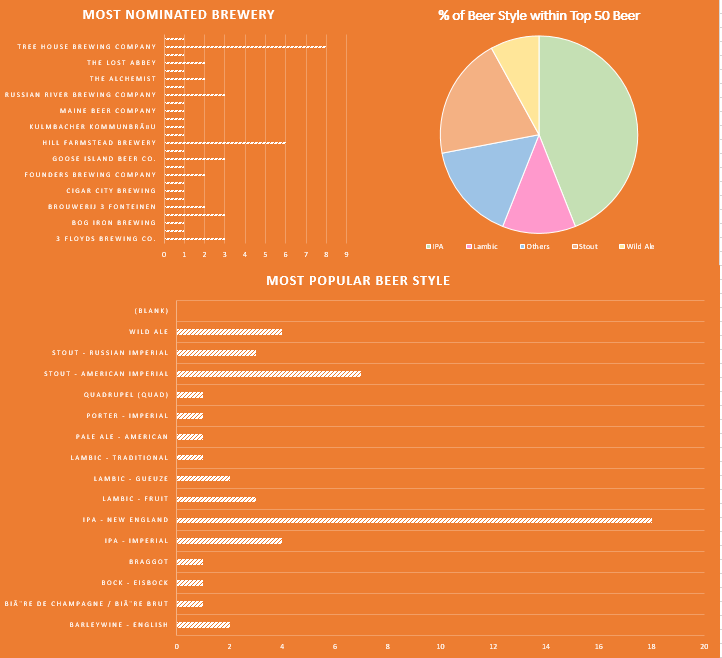 MOST NOMINATED BREWERY
TREE HOUSE BREWING COMPANY
THE LOST ABBEY
THE ALCHEMIST
RUSSIAN RIVER BREWING COMPANY
MAINE BEER COMPANY
KULMBACHER KOMMUNBRÃ¤U
HILL FARMSTEAD BREWERY
GOOSE ISLAND BEER CO.
FOUNDERS BREWING COMPANY
CIGAR CITY BREWING
BROUWERIJ 3 FONTEINEN
BOG IRON BREWING
3 FLOYDS BREWING CO.
0 1 2 3 4 5 6 7 8 9
% of Beer Style within Top 50 Beer
IPA Lambic Others Stout Wild Ale
MOST POPULAR BEER STYLE
(BLANK)
WILD ALE
STOUT - RUSSIAN IMPERIAL
STOUT - AMERICAN IMPERIAL
QUADRUPEL (QUAD)
PORTER - IMPERIAL
PALE ALE - AMERICAN
LAMBIC - TRADITIONAL
LAMBIC - GUEUZE
LAMBIC - FRUIT
IPA - NEW ENGLAND
IPA - IMPERIAL
BRAGGOT
BOCK - EISBOCK
BIÃ¨RE DE CHAMPAGNE / BIÃ¨RE BRUT
BARLEYWINE - ENGLISH
0 2 4 6 8 10 12 14 16 18 20